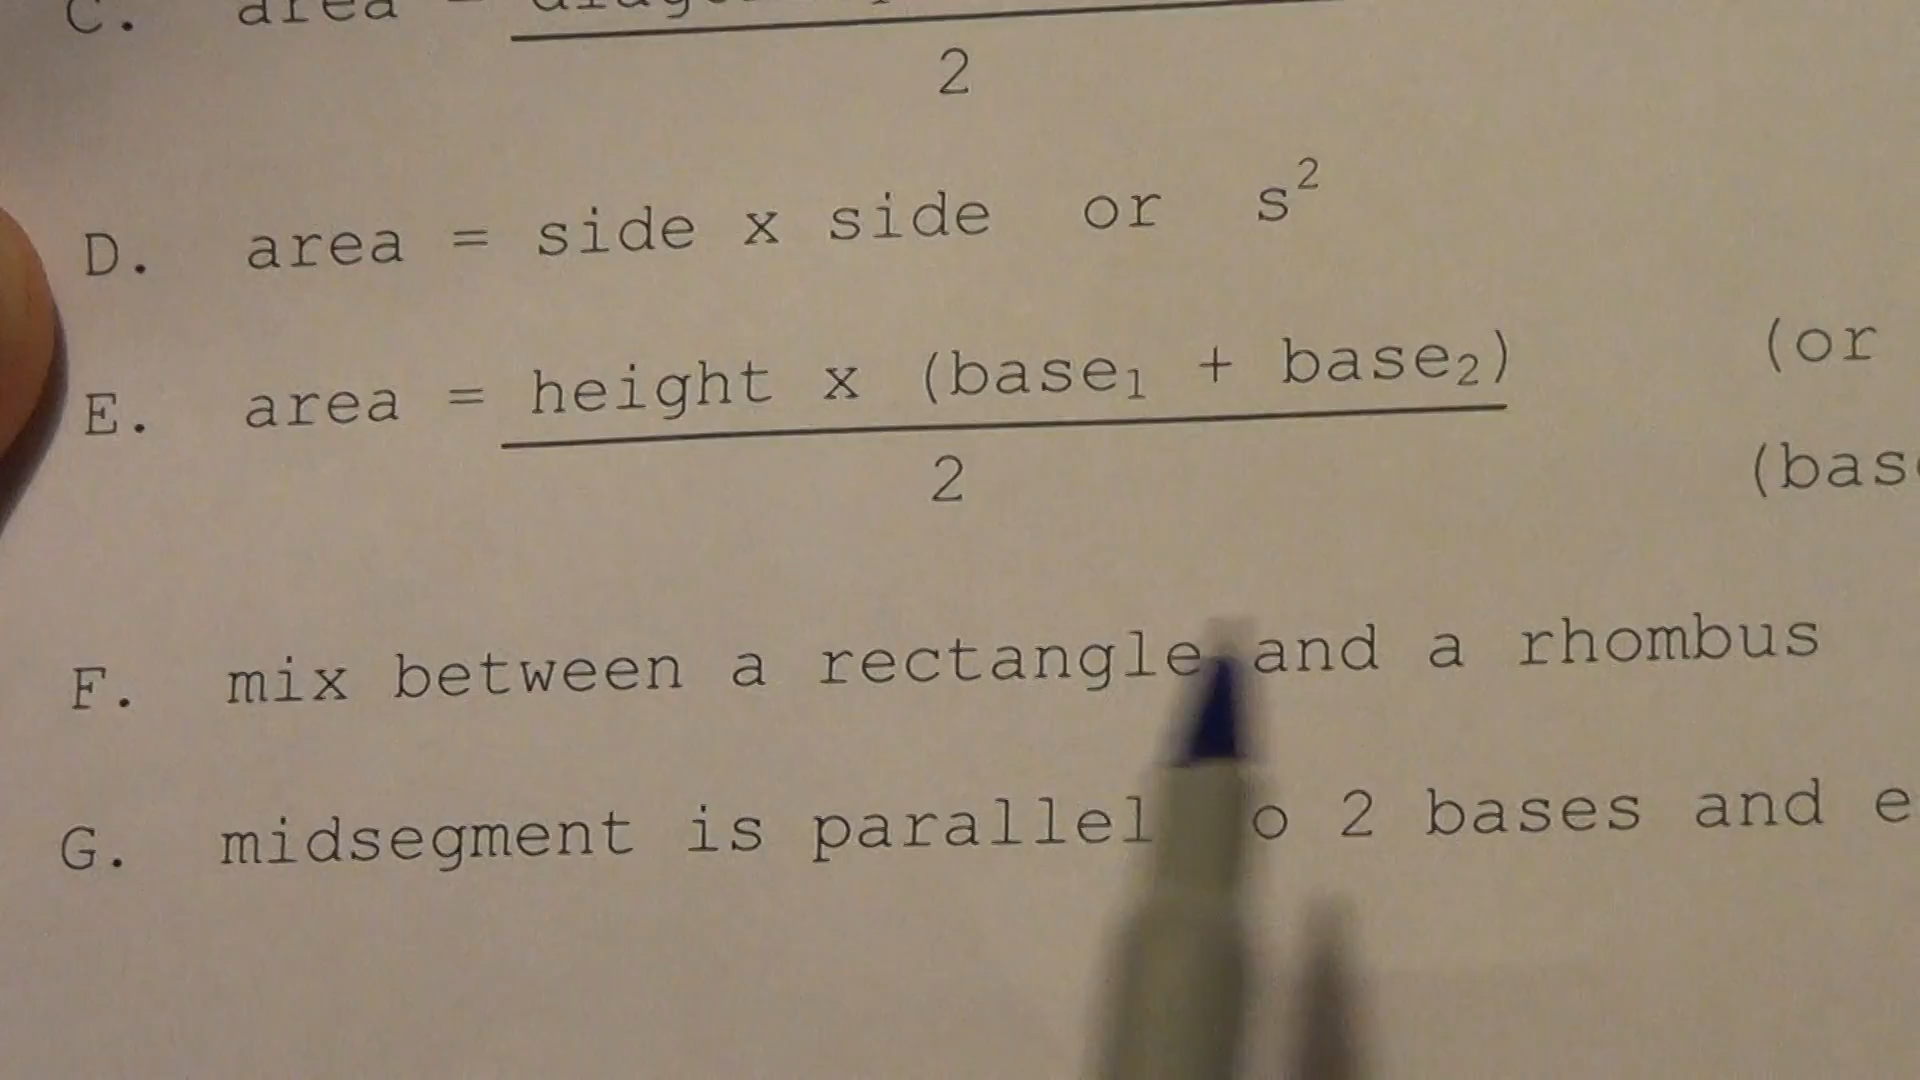 C. area =
2
D. area = side x side or s²
E. area = height x (base₁ + base₂) (or
2 (bas
F. mix between a rectangle and a rhombus
G. midsegment is parallel o 2 bases and e